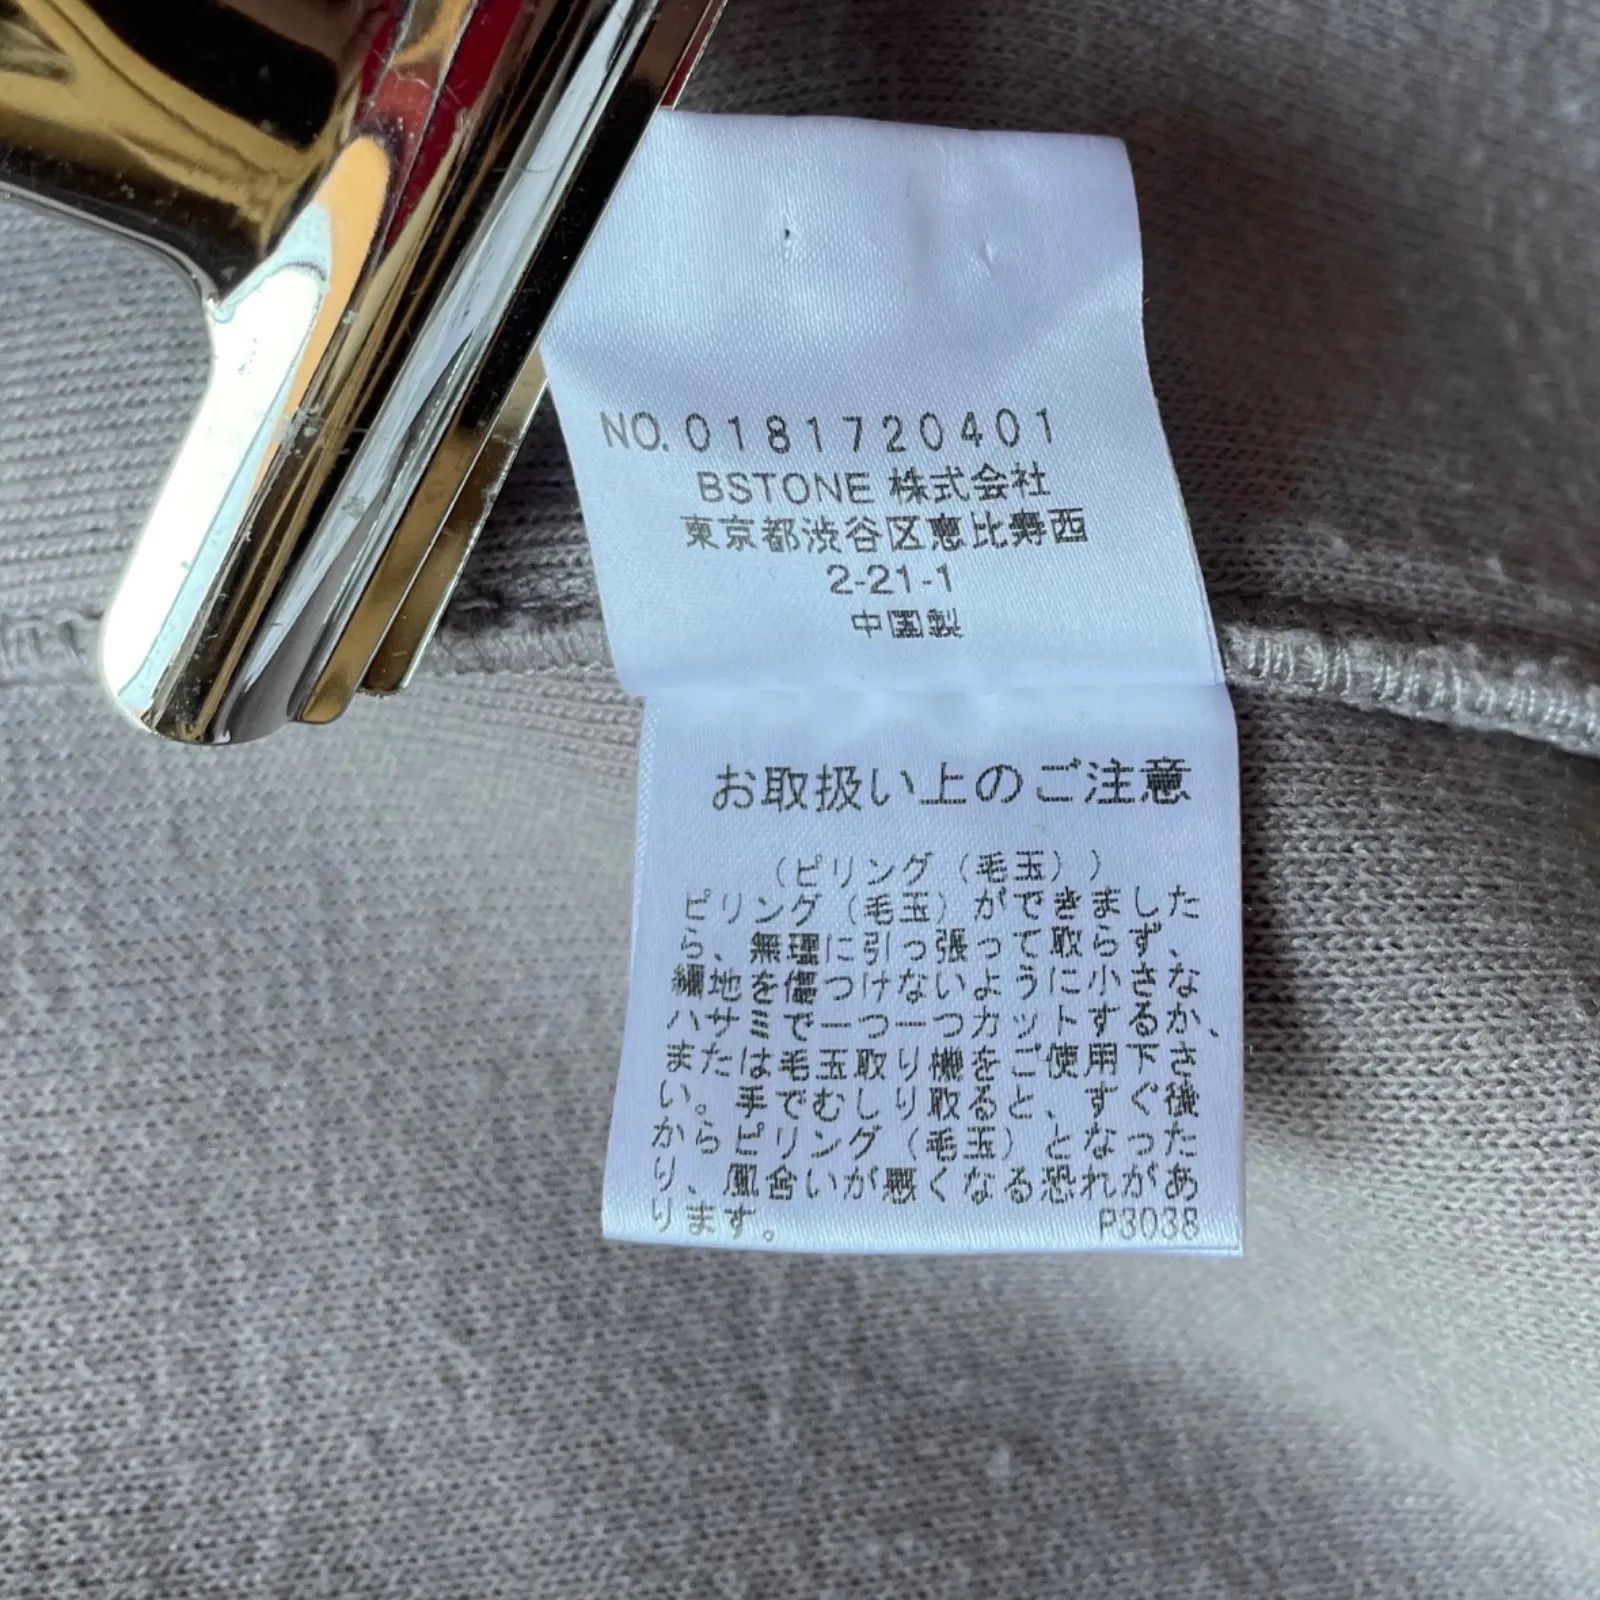 NO.0181720401
BSTONE 株式会社
東京都渋谷区恵比寿西
2-21-1
中国製
お取扱い上のご注意
（ピリング（毛玉））
ピリング（毛玉）ができました
ら、無理に引っ張って取らず、
編地を傷つけないように小さな
ハサミで一つ一つカットするか、
または毛玉取り機をご使用下さ
い。手でむしり取ると、すぐ後
からピリング（毛玉）となった
り、風合いが悪くなる恐れがあ
ります。 P3038